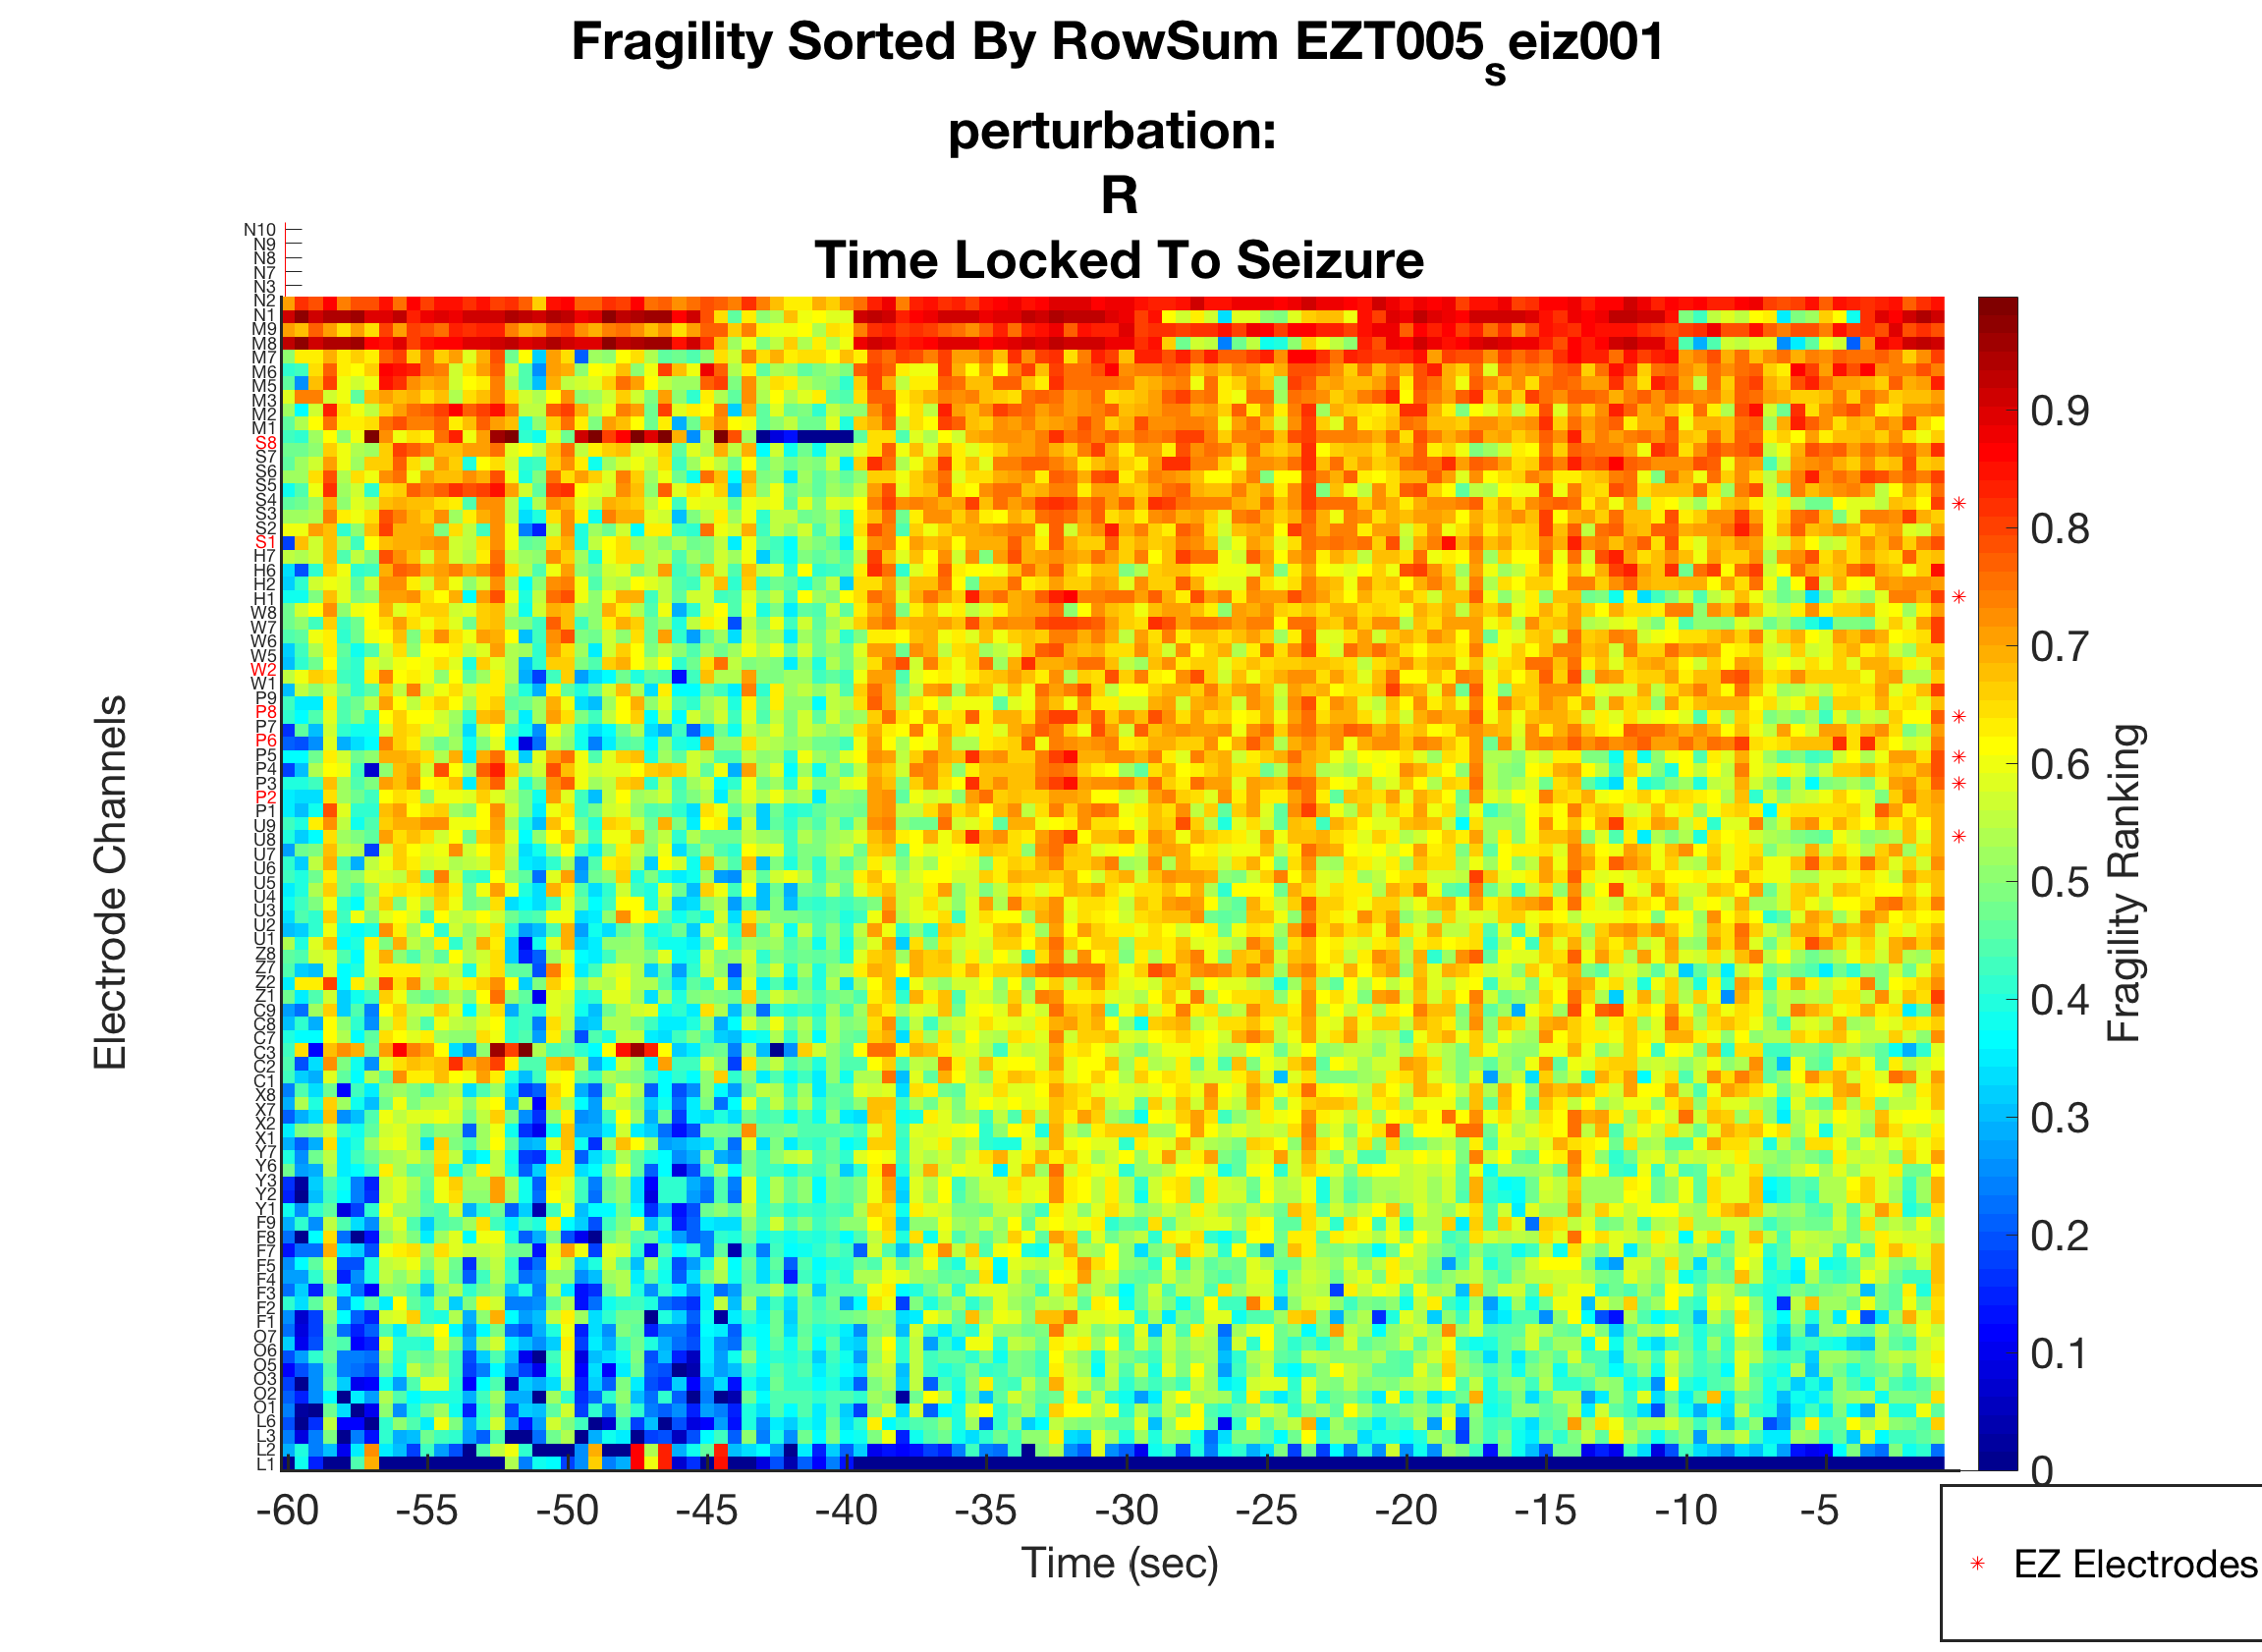 Fragility Sorted By RowSum EZT005seiz001
perturbation:
R
Time Locked To Seizure
N10
N9
N8
N7
N3
N2
N1
M9
M8
M7
M6
M5
M3
M2
M1
S8
S7
S6
S5
S4
S3
S2
S1
H7
H6
H2
H1
W8
W7
W6
W5
W2
W1
P9
P8
P7
P6
P5
P4
P3
P2
P1
U9
U8
U7
U6
U5
U4
U3
U2
U1
Z8
Z7
Z2
Z1
C9
C8
C7
C3
C2
C1
X8
X7
X2
X1
Y7
Y6
Y3
Y2
Y1
F9
F8
F7
F5
F4
F3
F2
F1
O7
O6
O5
O3
O2
O1
L6
L3
L2
L1
Electrode Channels
-60 -55 -50 -45 -40 -35 -30 -25 -20 -15 -10 -5
Time (sec)
0.9
0.8
0.7
0.6
0.5
0.4
0.3
0.2
0.1
0
Fragility Ranking
EZ Electrodes